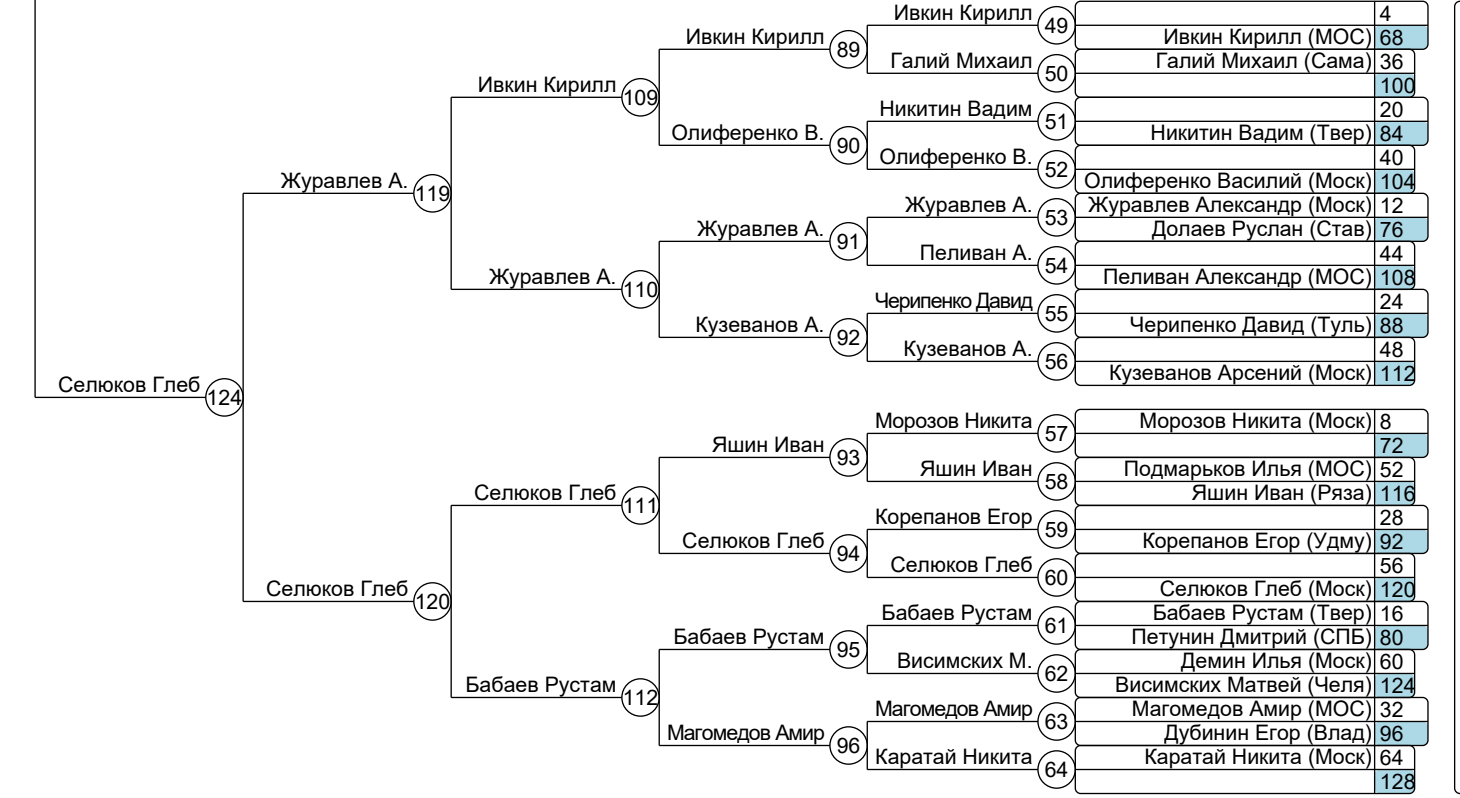 Ивкин Кирилл 49 4
Ивкин Кирилл 89 Ивкин Кирилл (МОС) 68
Галий Михаил 50 Галий Михаил (Сама) 36
Ивкин Кирилл 109 100
Никитин Вадим 51 20
Олиференко В. 90 Никитин Вадим (Твер) 84
Олиференко В. 52 40
Журавлев А. 119 Олиференко Василий (Моск) 104
Журавлев А. 53 Журавлев Александр (Моск) 12
Журавлев А. 91 Долаев Руслан (Став) 76
Пеливан А. 54 44
Журавлев А. 110 Пеливан Александр (МОС) 108
Черипенко Давид 55 24
Кузеванов А. 92 Черипенко Давид (Туль) 88
Кузеванов А. 56 48
Селюков Глеб 124 Кузеванов Арсений (Моск) 112
Морозов Никита 57 Морозов Никита (Моск) 8
Яшин Иван 93 72
Яшин Иван 58 Подмарьков Илья (МОС) 52
Селюков Глеб 111 Яшин Иван (Ряза) 116
Корепанов Егор 59 28
Селюков Глеб 94 Корепанов Егор (Удму) 92
Селюков Глеб 60 56
Селюков Глеб 120 Селюков Глеб (Моск) 120
Бабаев Рустам 61 Бабаев Рустам (Твер) 16
Бабаев Рустам 95 Петунин Дмитрий (СПБ) 80
Висимских М. 62 Демин Илья (Моск) 60
Бабаев Рустам 112 Висимских Матвей (Челя) 124
Магомедов Амир 63 Магомедов Амир (МОС) 32
Магомедов Амир 96 Дубинин Егор (Влад) 96
Каратай Никита 64 Каратай Никита (Моск) 64
128